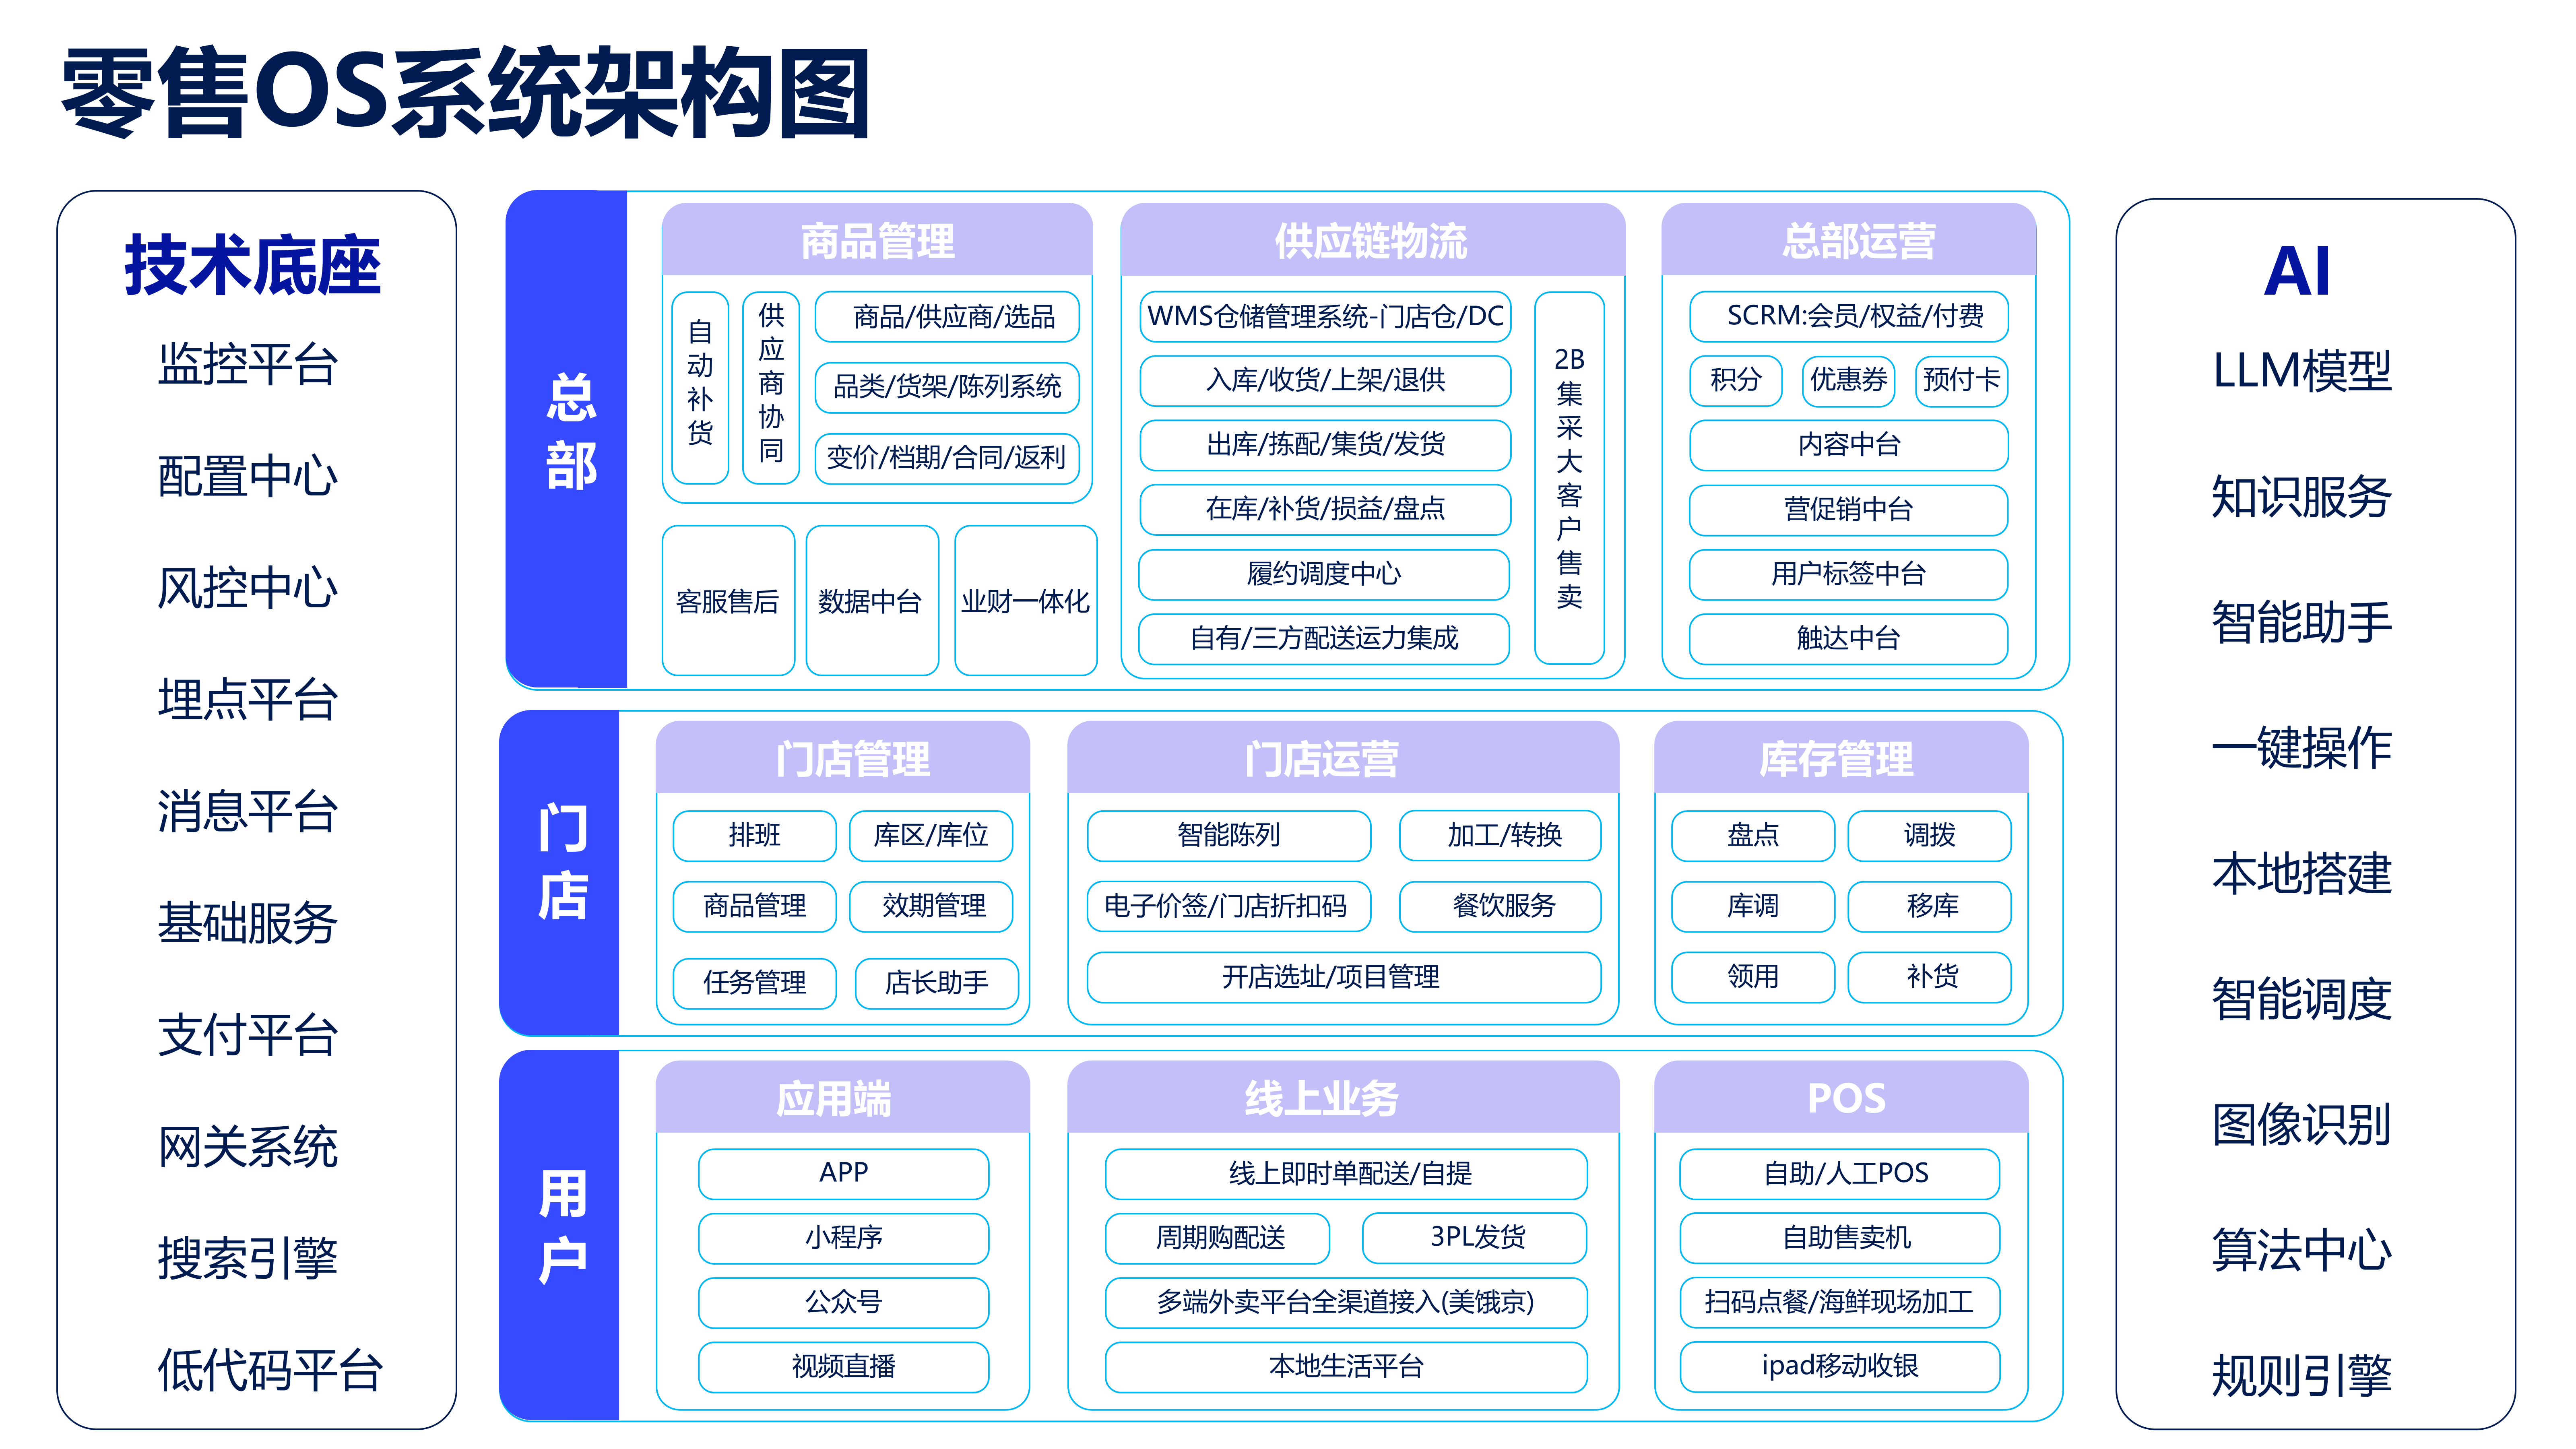 零售OS系统架构图
技术底座
监控平台
配置中心
风控中心
埋点平台
消息平台
基础服务
支付平台
网关系统
搜索引擎
低代码平台
总部
商品管理
自动补货
供应商协同
商品/供应商/选品
品类/货架/陈列系统
变价/档期/合同/返利
客服售后
数据中台
业财一体化
供应链物流
WMS仓储管理系统-门店仓/DC
入库/收货/上架/退供
出库/拣配/集货/发货
在库/补货/损益/盘点
履约调度中心
自有/三方配送运力集成
2B集采大客户售卖
总部运营
SCRM:会员/权益/付费
积分
优惠券
预付卡
内容中台
营促销中台
用户标签中台
触达中台
门店
门店管理
排班
库区/库位
商品管理
效期管理
任务管理
店长助手
门店运营
智能陈列
加工/转换
电子价签/门店折扣码
餐饮服务
开店选址/项目管理
库存管理
盘点
调拨
库调
移库
领用
补货
用户
应用端
APP
小程序
公众号
视频直播
线上业务
线上即时单配送/自提
周期购配送
3PL发货
多端外卖平台全渠道接入(美饿京)
本地生活平台
POS
自助/人工POS
自助售卖机
扫码点餐/海鲜现场加工
ipad移动收银
AI
LLM模型
知识服务
智能助手
一键操作
本地搭建
智能调度
图像识别
算法中心
规则引擎